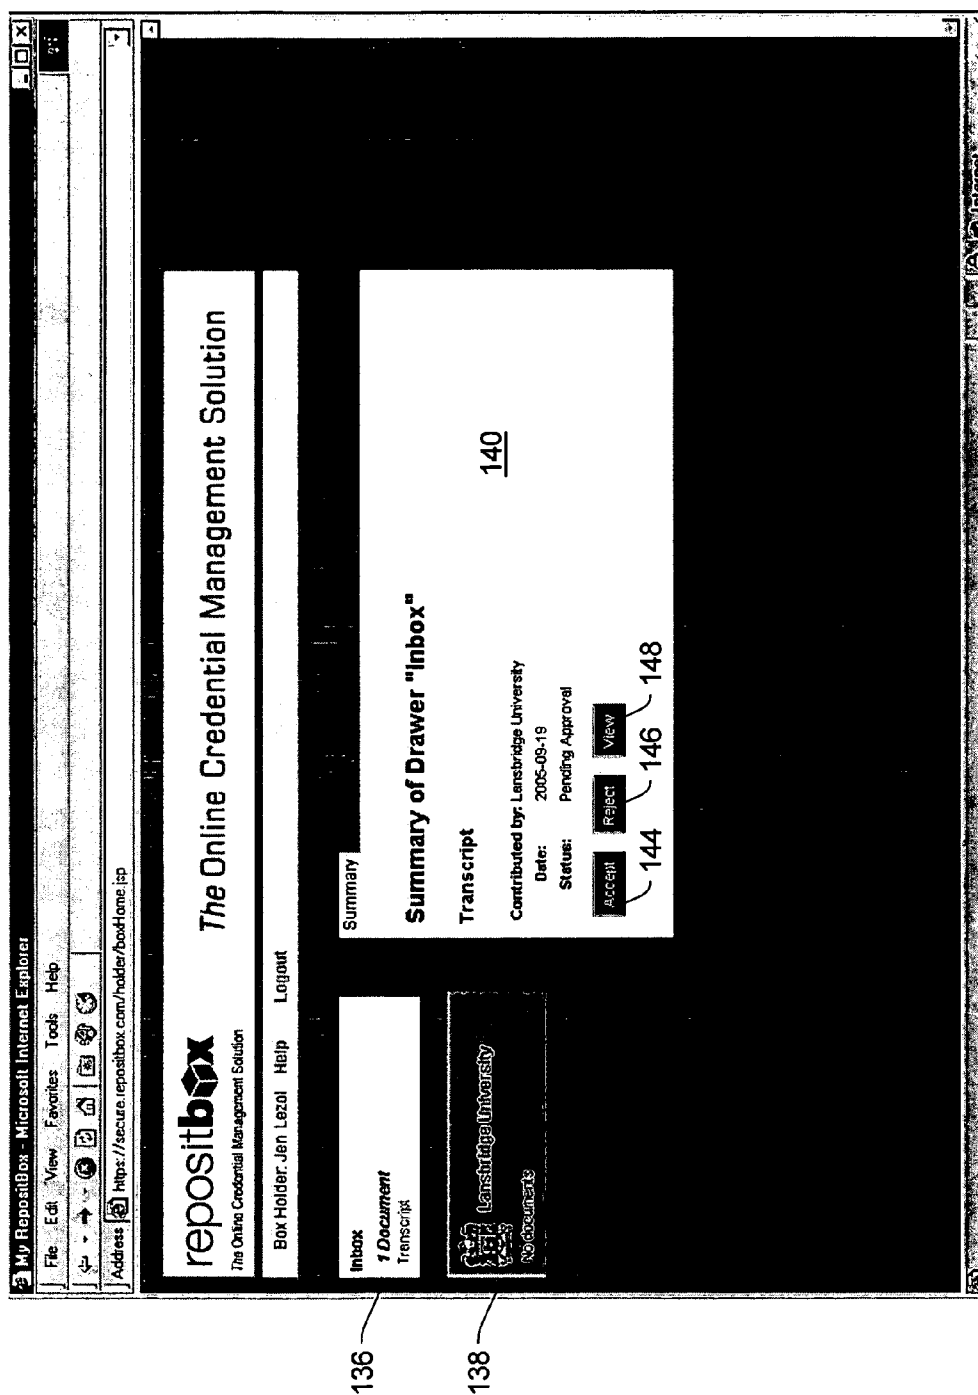 My RepositBox - Microsoft Internet Explorer
File Edit View Favorites Tools Help
Address https://secure.repositbox.com/holder/boxHome.jsp
repositbox
The Online Credential Management Solution
The Online Credential Management Solution
Box Holder: Jen Lezol Help Logout
Inbox
1 Document
Transcript
136
Lansbridge University
No documents
138
Summary
Summary of Drawer "Inbox"
Transcript
140
Contributed by: Lansbridge University
Date: 2005-09-19
Status: Pending Approval
Accept Reject View
144 146 148
Internet